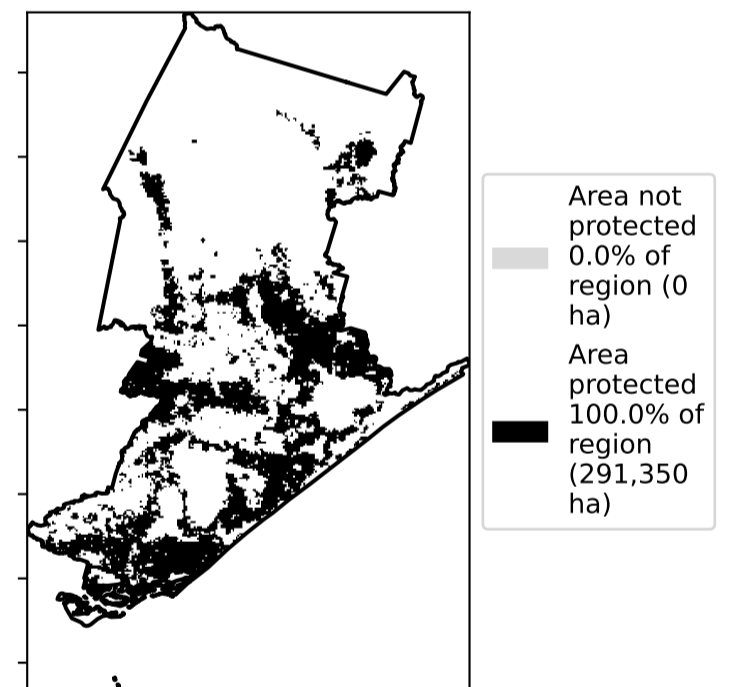 Area not
protected
0.0% of
region (0
ha)
Area
protected
100.0% of
region
(291,350
ha)